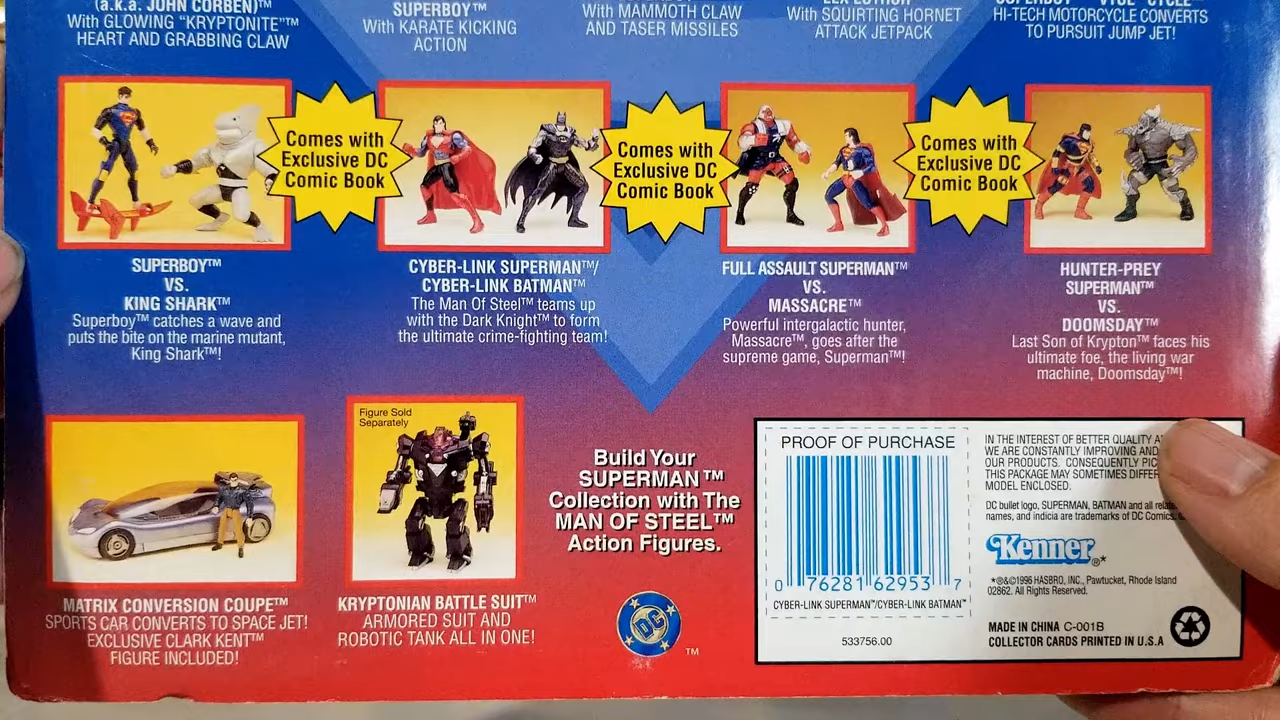 (a.k.a. JOHN CORBEN)™
With GLOWING "KRYPTONITE"™
HEART AND GRABBING CLAW
SUPERBOY™
With KARATE KICKING
ACTION
With MAMMOTH CLAW
AND TASER MISSILES
LEX LUTHOR™
With SQUIRTING HORNET
ATTACK JETPACK
SUPERBOY™ VTOL™ CYCLE™
HI-TECH MOTORCYCLE CONVERTS
TO PURSUIT JUMP JET!
Comes with
Exclusive DC
Comic Book
Comes with
Exclusive DC
Comic Book
Comes with
Exclusive DC
Comic Book
SUPERBOY™
VS.
KING SHARK™
Superboy™ catches a wave and
puts the bite on the marine mutant,
King Shark™!
CYBER-LINK SUPERMAN™/
CYBER-LINK BATMAN™
The Man Of Steel™ teams up
with the Dark Knight™ to form
the ultimate crime-fighting team!
FULL ASSAULT SUPERMAN™
VS.
MASSACRE™
Powerful intergalactic hunter,
Massacre™, goes after the
supreme game, Superman™!
HUNTER-PREY
SUPERMAN™
VS.
DOOMSDAY™
Last Son of Krypton™ faces his
ultimate foe, the living war
machine, Doomsday™!
MATRIX CONVERSION COUPE™
SPORTS CAR CONVERTS TO SPACE JET!
EXCLUSIVE CLARK KENT™
FIGURE INCLUDED!
Figure Sold
Separately
KRYPTONIAN BATTLE SUIT™
ARMORED SUIT AND
ROBOTIC TANK ALL IN ONE!
Build Your
SUPERMAN™
Collection with The
MAN OF STEEL™
Action Figures.
DC
™
PROOF OF PURCHASE
0 76281 62953 7
CYBER-LINK SUPERMAN™/CYBER-LINK BATMAN™
533756.00
IN THE INTEREST OF BETTER QUALITY
WE ARE CONSTANTLY IMPROVING AND
OUR PRODUCTS. CONSEQUENTLY
THIS PACKAGE MAY SOMETIMES DIFFER
MODEL ENCLOSED.
DC bullet logo, SUPERMAN, BATMAN and all
names, and indicia are trademarks of DC Comics.
Kenner®*
*®&©1996 HASBRO, INC., Pawtucket, Rhode Island
02862. All Rights Reserved.
MADE IN CHINA C-001B
COLLECTOR CARDS PRINTED IN U.S.A